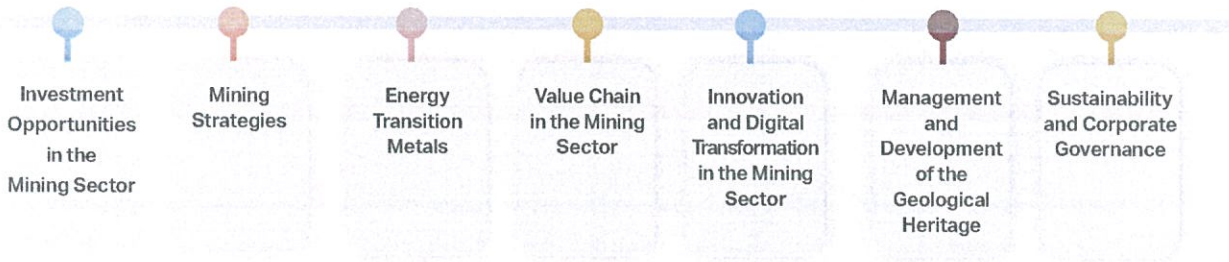 Investment
Opportunities
in the
Mining Sector
Mining
Strategies
Energy
Transition
Metals
Value Chain
in the Mining
Sector
Innovation
and Digital
Transformation
in the Mining
Sector
Management
and
Development
of the
Geological
Heritage
Sustainability
and Corporate
Governance